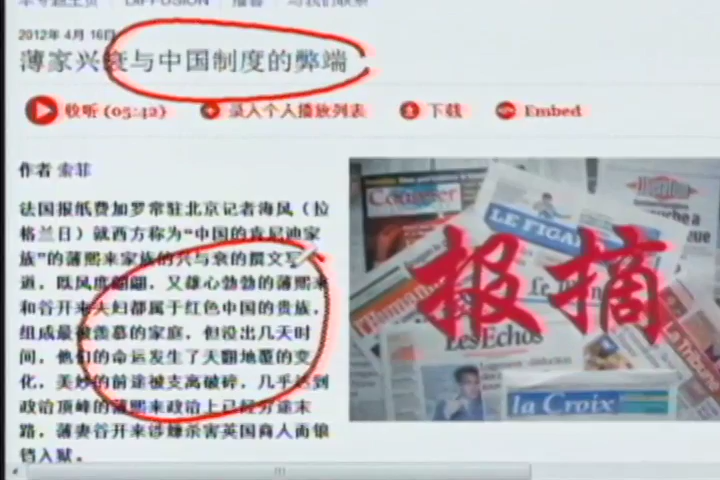 DIFFUSION
2012年 4月 16日
薄家兴衰与中国制度的弊端
收听 (05:42)
录入个人播放列表
下载
Embed
作者 索菲
法国报纸费加罗常驻北京记者海风（拉
格兰日）就西方称为“中国的肯尼迪家
族”的薄熙来家族的兴与衰的撰文写
道，既风度翩翩，又雄心勃勃的薄熙来
和谷开来夫妇都属于红色中国的贵族，
组成最被羡慕的家庭，但没出几天时
间，他们的命运发生了天翻地覆的变
化，美妙的前途被支离破碎，几乎达到
政治顶峰的薄熙来政治上已经穷途末
路，薄妻谷开来涉嫌杀害英国商人而锒
铛入狱。
报摘
Courrier
LE FIGAR
l'Humanité
Les Echos
la Croix